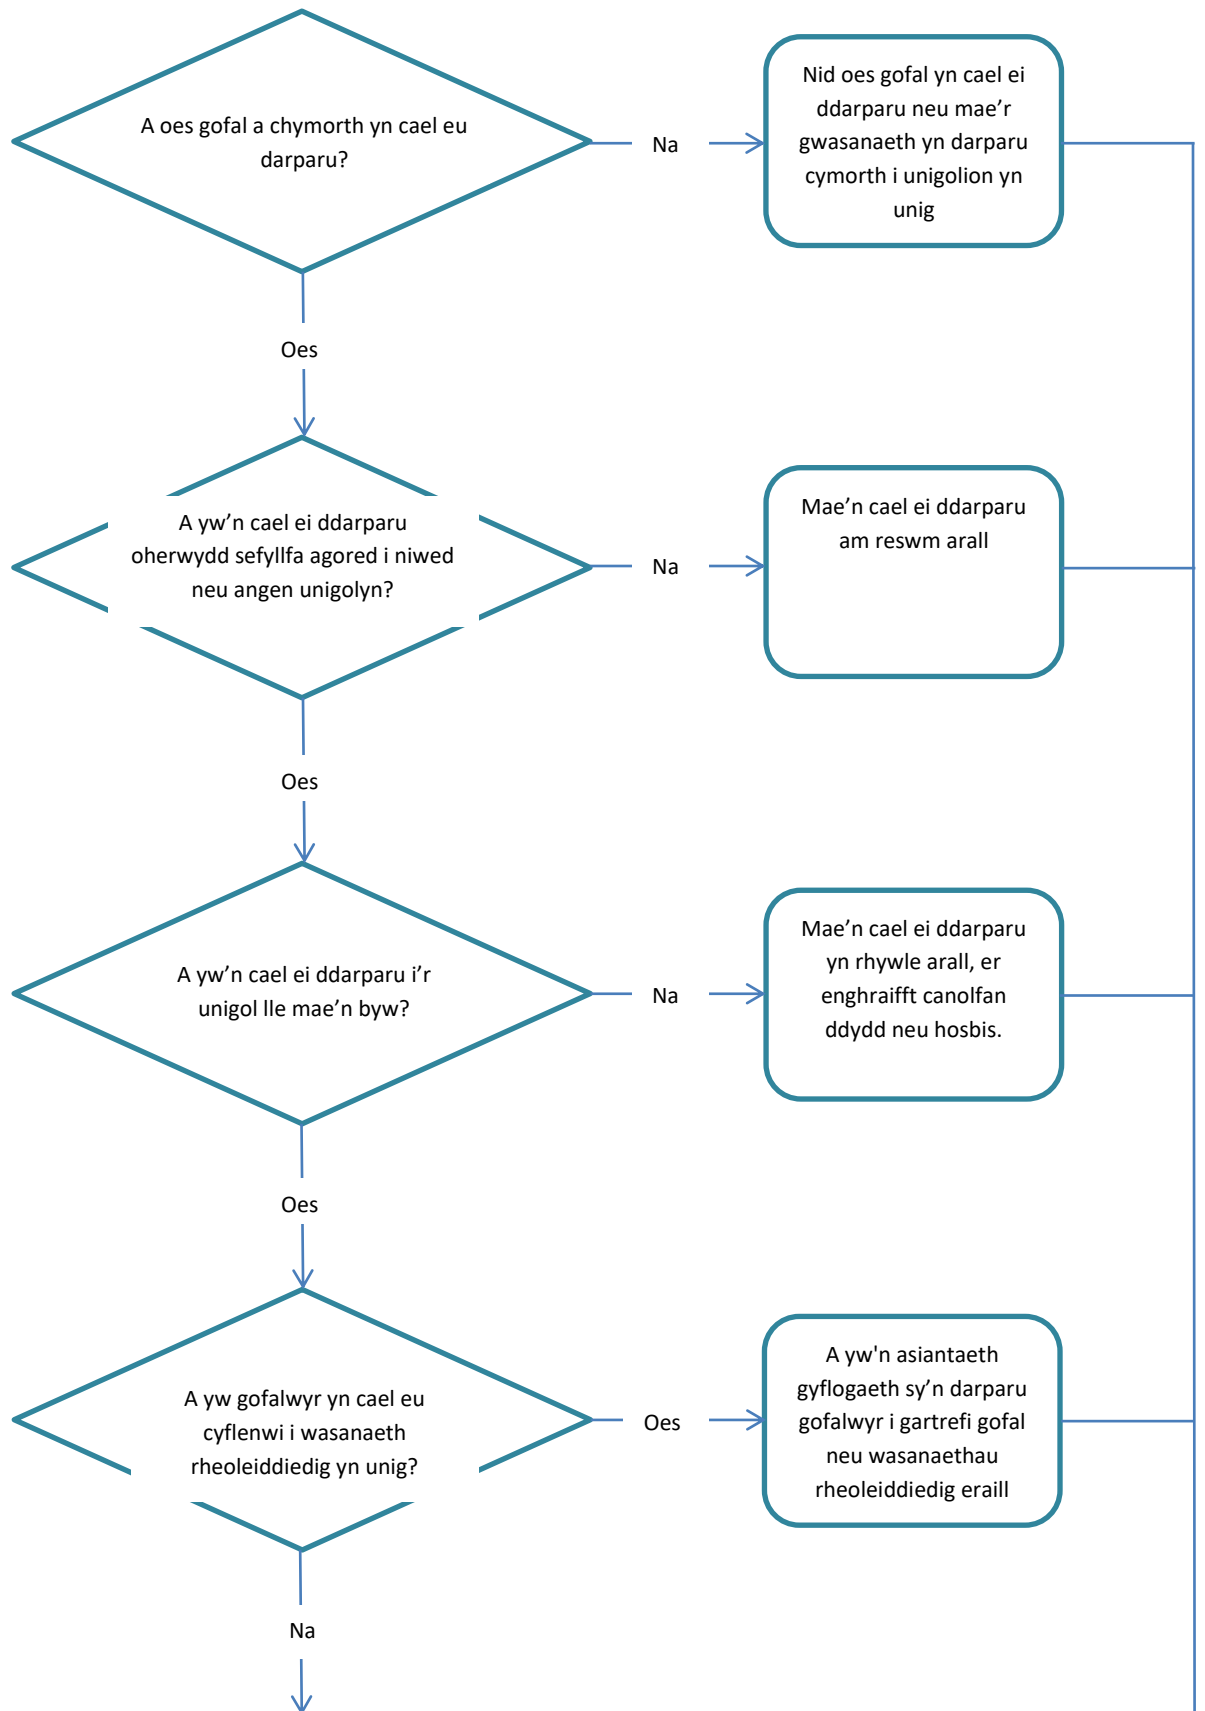 A oes gofal a chymorth yn cael eu
darparu?
Na
Nid oes gofal yn cael ei
ddarparu neu mae’r
gwasanaeth yn darparu
cymorth i unigolion yn
unig
Oes
A yw’n cael ei ddarparu
oherwydd sefyllfa agored i niwed
neu angen unigolyn?
Na
Mae’n cael ei ddarparu
am reswm arall
Oes
A yw’n cael ei ddarparu i’r
unigol lle mae’n byw?
Na
Mae’n cael ei ddarparu
yn rhywle arall, er
enghraifft canolfan
ddydd neu hosbis.
Oes
A yw gofalwyr yn cael eu
cyflenwi i wasanaeth
rheoleiddiedig yn unig?
Oes
A yw'n asiantaeth
gyflogaeth sy’n darparu
gofalwyr i gartrefi gofal
neu wasanaethau
rheoleiddiedig eraill
Na